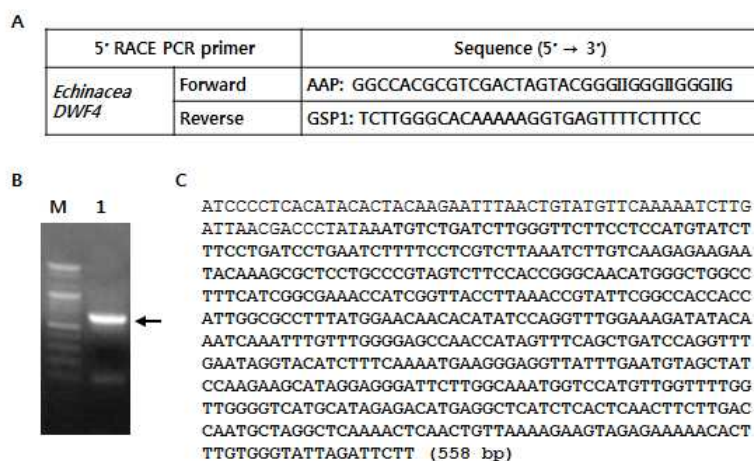 A
5' RACE PCR primer Sequence (5' → 3')
Echinacea DWF4
Forward AAP: GGCCACGCGTCGACTAGTACGGGIIGGGIIGGGIIG
Reverse GSP1: TCTTGGGCACAAAAAGGTGAGTTTTCTTTCC
B
C
M 1
ATCCCCTCACATACACTACAAGAATTTAACTGTATGTTCAAAAATCTTG
ATTAACGACCCTATAAATGTCTGATCTTGGGTTCTTCCTCCATGTATCT
TTCCTGATCCTGAATCTTTTCCTCGTCTTAAATCTTGTCAAGAGAAGAA
TACAAAGCGCTCCTGCCCGTAGTCTTCCACCGGGCAACATGGGCTGGCC
TTTCATCGGCGAAACCATCGGTTACCTTAAACCGTATTCGGCCACCACC
ATTGGCGCCTTTATGGAACAACACATATCCAGGTTTGGAAAGATATACA
AATCAAATTTGTTTGGGGAGCCAACCATAGTTTCAGCTGATCCAGGTTT
GAATAGGTACATCTTTCAAAATGAAGGGAGGTTATTTGAATGTAGCTAT
CCAAGAAGCATAGGAGGGATTCTTGGCAAATGGTCCATGTTGGTTTTGG
TTGGGGTCATGCATAGAGACATGAGGCTCATCTCACTCAACTTCTTGAC
CAATGCTAGGCTCAAAACTCAACTGTTAAAAGAAGTAGAGAAAAACACT
TTGTGGGTATTAGATTCTT (558 bp)